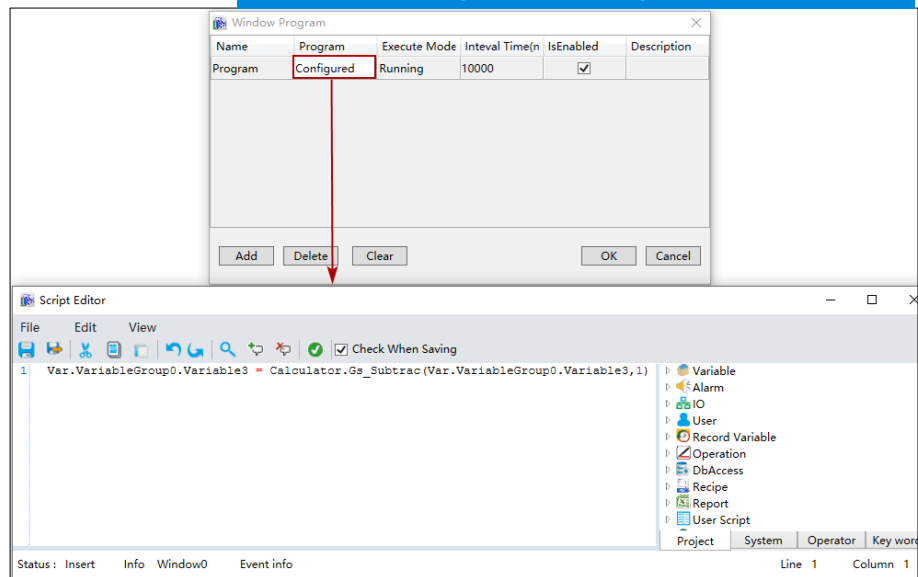 Window Program
Name Program Execute Mode Inteval Time(n IsEnabled Description
Program Configured Running 10000
Add Delete Clear OK Cancel
Script Editor
File Edit View
Check When Saving
1 Var.VariableGroup0.Variable3 = Calculator.Gs_Subtrac(Var.VariableGroup0.Variable3,1)
Variable
Alarm
IO
User
Record Variable
Operation
DbAccess
Recipe
Report
User Script
Project System Operator Key word
Status : Insert Info Window0 Event info Line 1 Column 1